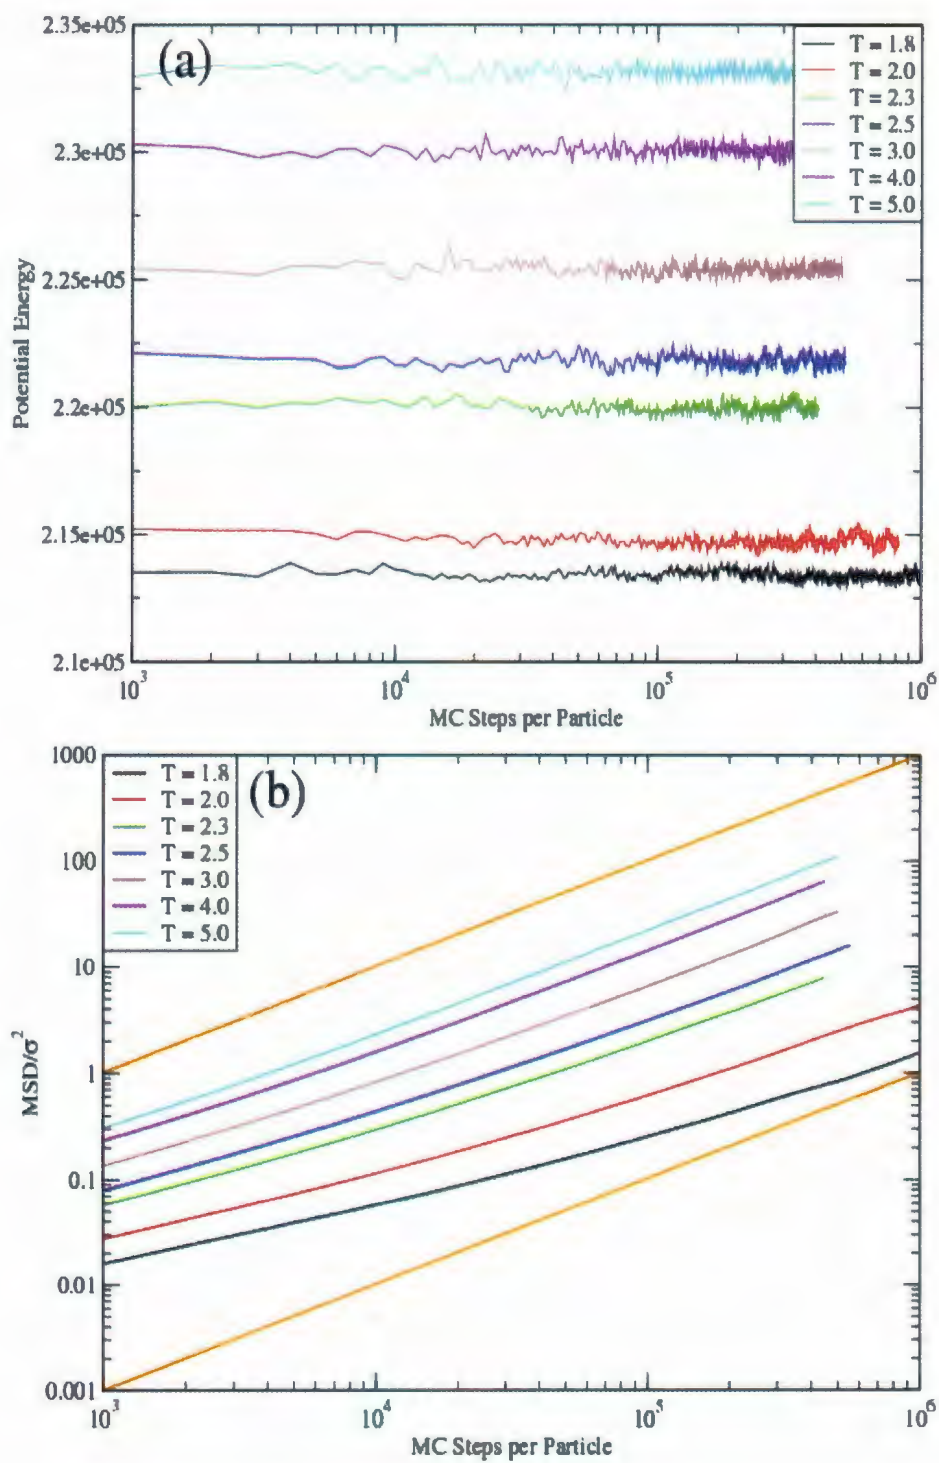 2.35e+05
(a)
T = 1.8
T = 2.0
T = 2.3
T = 2.5
T = 3.0
T = 4.0
T = 5.0
2.3e+05
2.25e+05
2.2e+05
2.15e+05
2.1e+05
Potential Energy
10³ 10⁴ 10⁵ 10⁶
MC Steps per Particle
1000
T = 1.8
T = 2.0
T = 2.3
T = 2.5
T = 3.0
T = 4.0
T = 5.0
(b)
100
10
1
0.1
0.01
0.001
MSD/σ²
10³ 10⁴ 10⁵ 10⁶
MC Steps per Particle